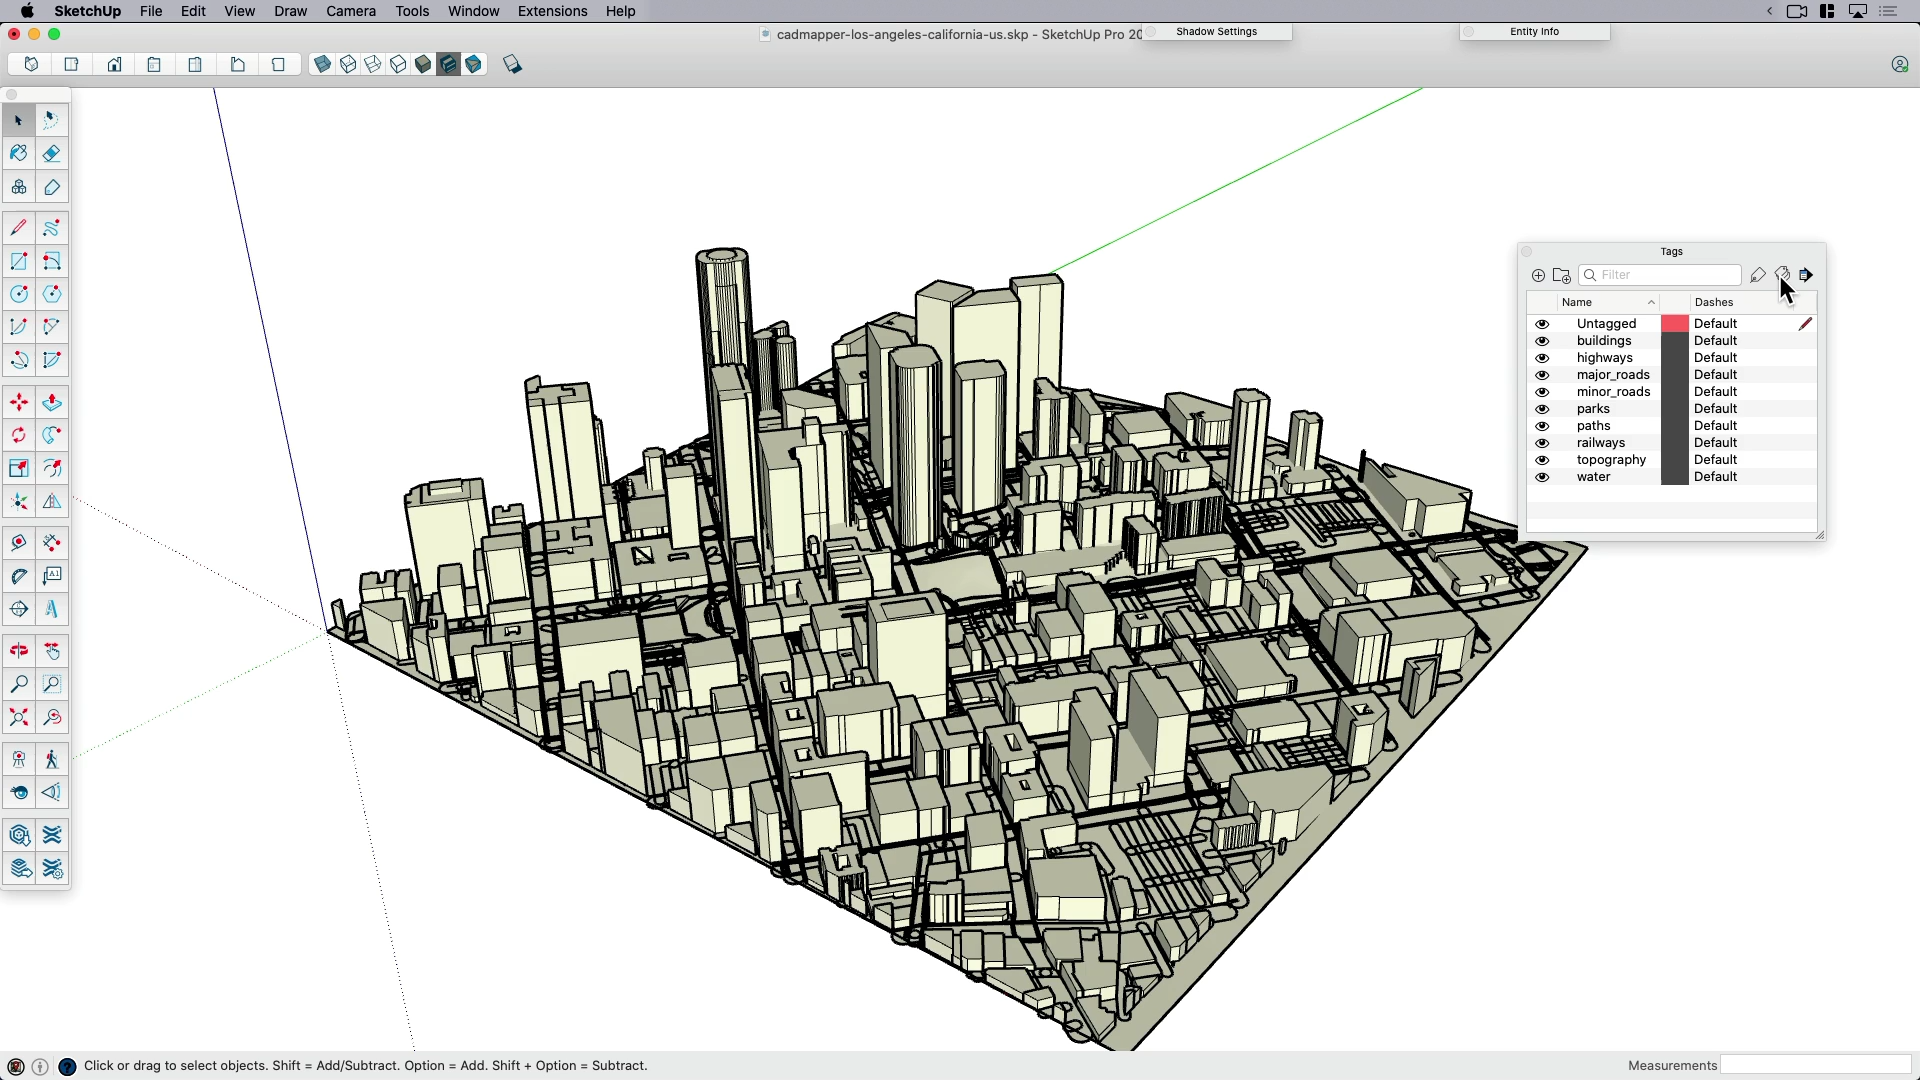 SketchUp File Edit View Draw Camera Tools Window Extensions Help
cadmapper-los-angeles-california-us.skp - SketchUp Pro 20
Shadow Settings
Entity Info
Tags
Filter
Name Dashes
Untagged Default
buildings Default
highways Default
major_roads Default
minor_roads Default
parks Default
paths Default
railways Default
topography Default
water Default
Click or drag to select objects. Shift = Add/Subtract. Option = Add. Shift + Option = Subtract.
Measurements